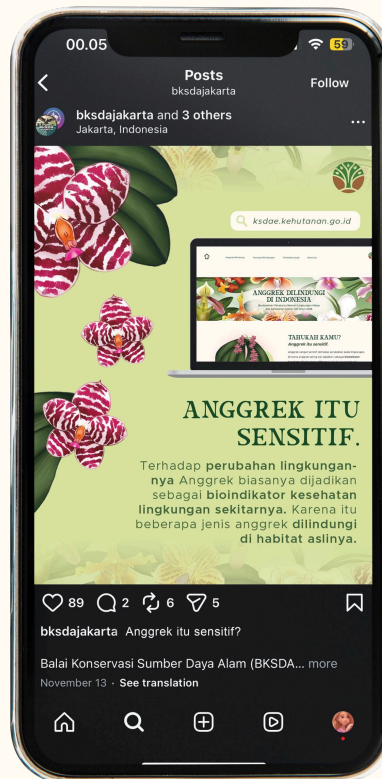 00.05
59
Posts
bksdajakarta
Follow
bksdajakarta and 3 others
Jakarta, Indonesia
ksdae.kehutanan.go.id
ANGGREK DILINDUNGI
DI INDONESIA
TAHUKAH KAMU?
Anggrek itu sensitif.
ANGGREK ITU
SENSITIF.
Terhadap perubahan lingkungan-
nya Anggrek biasanya dijadikan
sebagai bioindikator kesehatan
lingkungan sekitarnya. Karena itu
beberapa jenis anggrek dilindungi
di habitat aslinya.
89 2 6 5
bksdajakarta Anggrek itu sensitif?
Balai Konservasi Sumber Daya Alam (BKSDA... more
November 13 · See translation